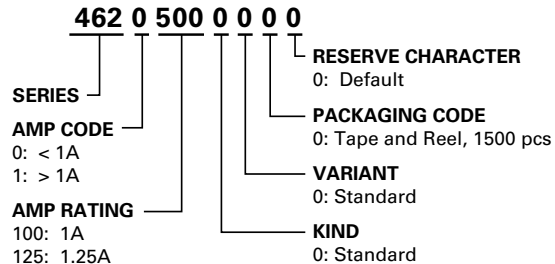 462 0 500 0 0 0 0
SERIES
AMP CODE
0: < 1A
1: > 1A
AMP RATING
100: 1A
125: 1.25A
RESERVE CHARACTER
0: Default
PACKAGING CODE
0: Tape and Reel, 1500 pcs
VARIANT
0: Standard
KIND
0: Standard